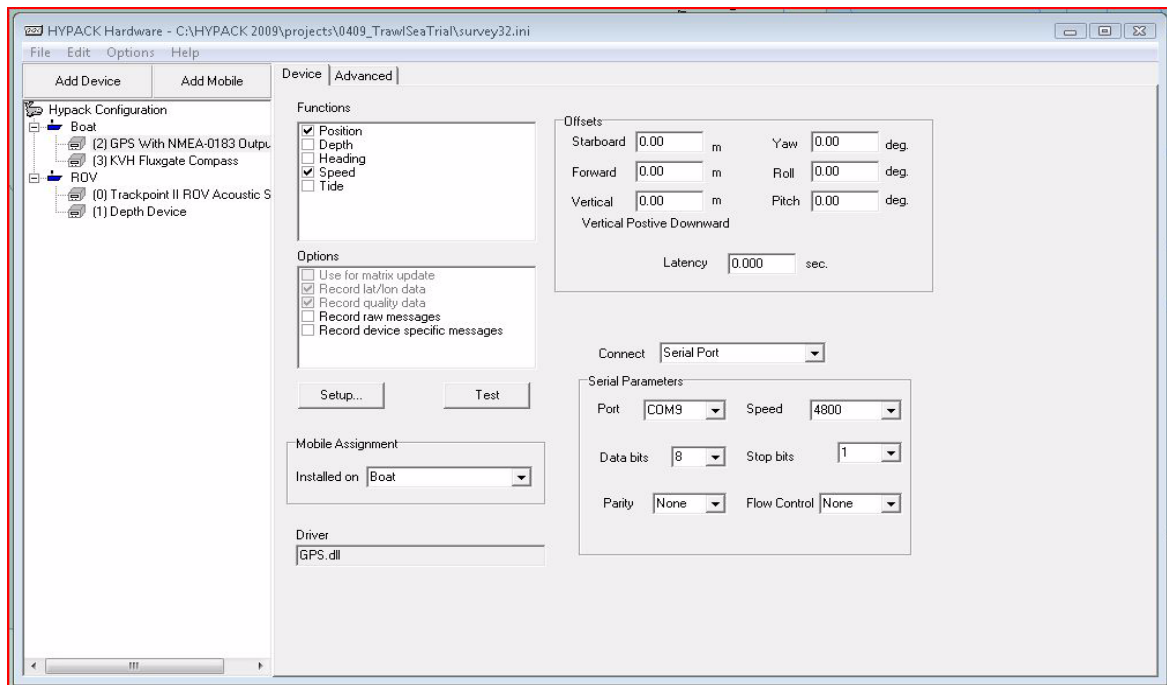 HYPACK Hardware - C:\HYPACK 2009\projects\0409_TrawlSeaTrial\survey32.ini
File Edit Options Help
Add Device Add Mobile
Hypack Configuration
Boat
(2) GPS With NMEA-0183 Outpu
(3) KVH Fluxgate Compass
ROV
(0) Trackpoint II ROV Acoustic S
(1) Depth Device
Device Advanced
Functions
Position
Depth
Heading
Speed
Tide
Options
Use for matrix update
Record lat/lon data
Record quality data
Record raw messages
Record device specific messages
Setup... Test
Mobile Assignment
Installed on Boat
Driver
GPS.dll
Offsets
Starboard 0.00 m Yaw 0.00 deg.
Forward 0.00 m Roll 0.00 deg.
Vertical 0.00 m Pitch 0.00 deg.
Vertical Postive Downward
Latency 0.000 sec.
Connect Serial Port
Serial Parameters
Port COM9 Speed 4800
Data bits 8 Stop bits 1
Parity None Flow Control None